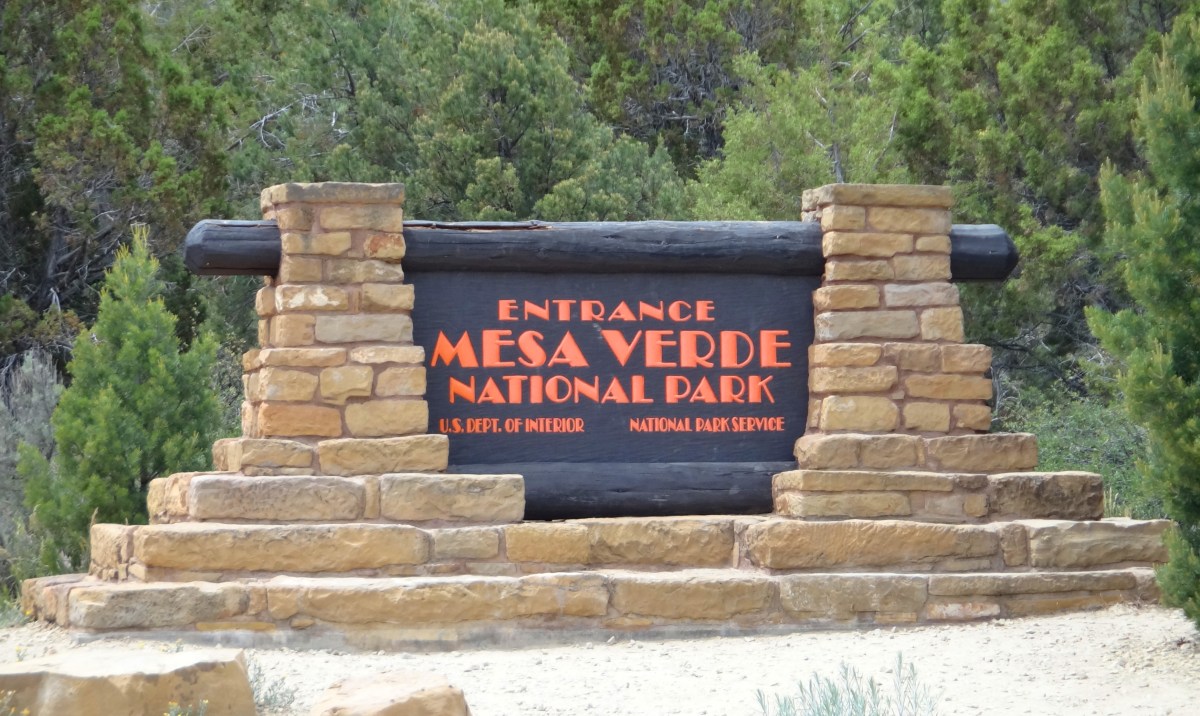 ENTRANCE
MESA VERDE
NATIONAL PARK
U.S. DEPT. OF INTERIOR NATIONAL PARK SERVICE